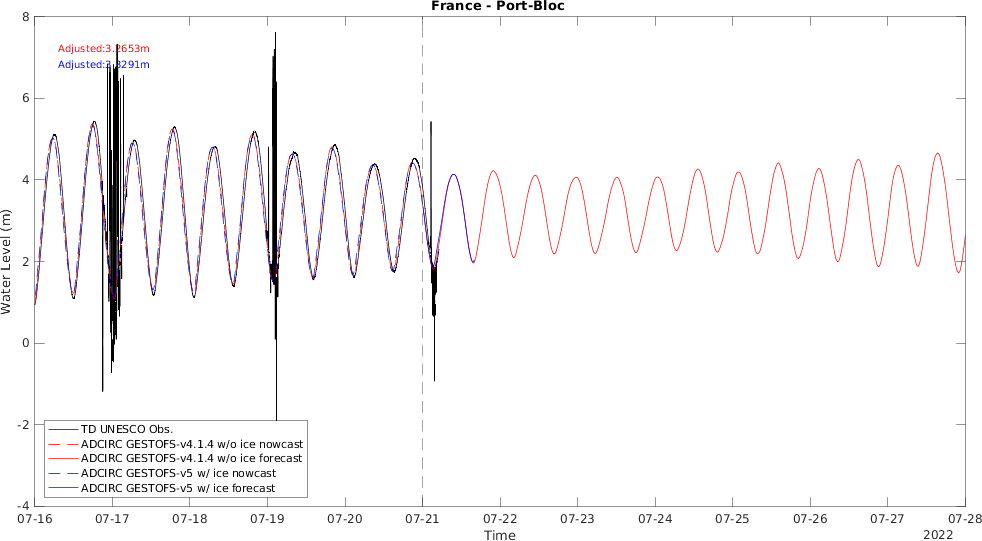 France - Port-Bloc
Adjusted:3.2653m
Adjusted:3.3291m
8
6
4
2
0
-2
-4
Water Level (m)
TD UNESCO Obs.
ADCIRC GESTOFS-v4.1.4 w/o ice nowcast
ADCIRC GESTOFS-v4.1.4 w/o ice forecast
ADCIRC GESTOFS-v5 w/ ice nowcast
ADCIRC GESTOFS-v5 w/ ice forecast
07-16 07-17 07-18 07-19 07-20 07-21 07-22 07-23 07-24 07-25 07-26 07-27 07-28
Time
2022